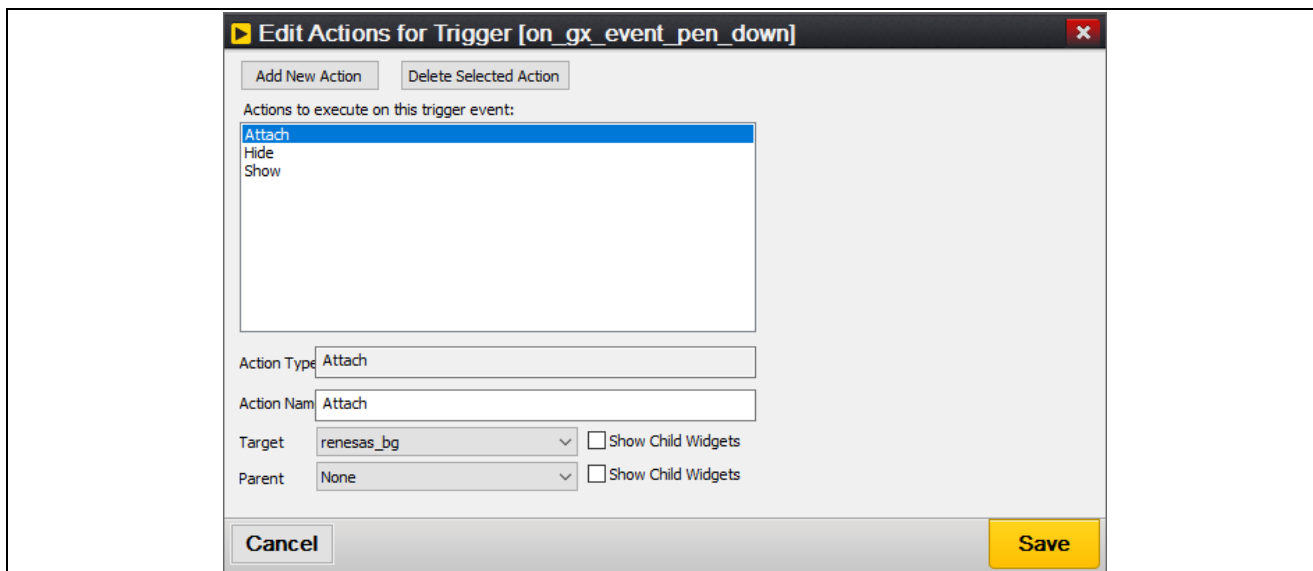 Edit Actions for Trigger [on_gx_event_pen_down]
Add New Action Delete Selected Action
Actions to execute on this trigger event:
Attach
Hide
Show
Action Type Attach
Action Nam Attach
Target renesas_bg Show Child Widgets
Parent None Show Child Widgets
Cancel Save